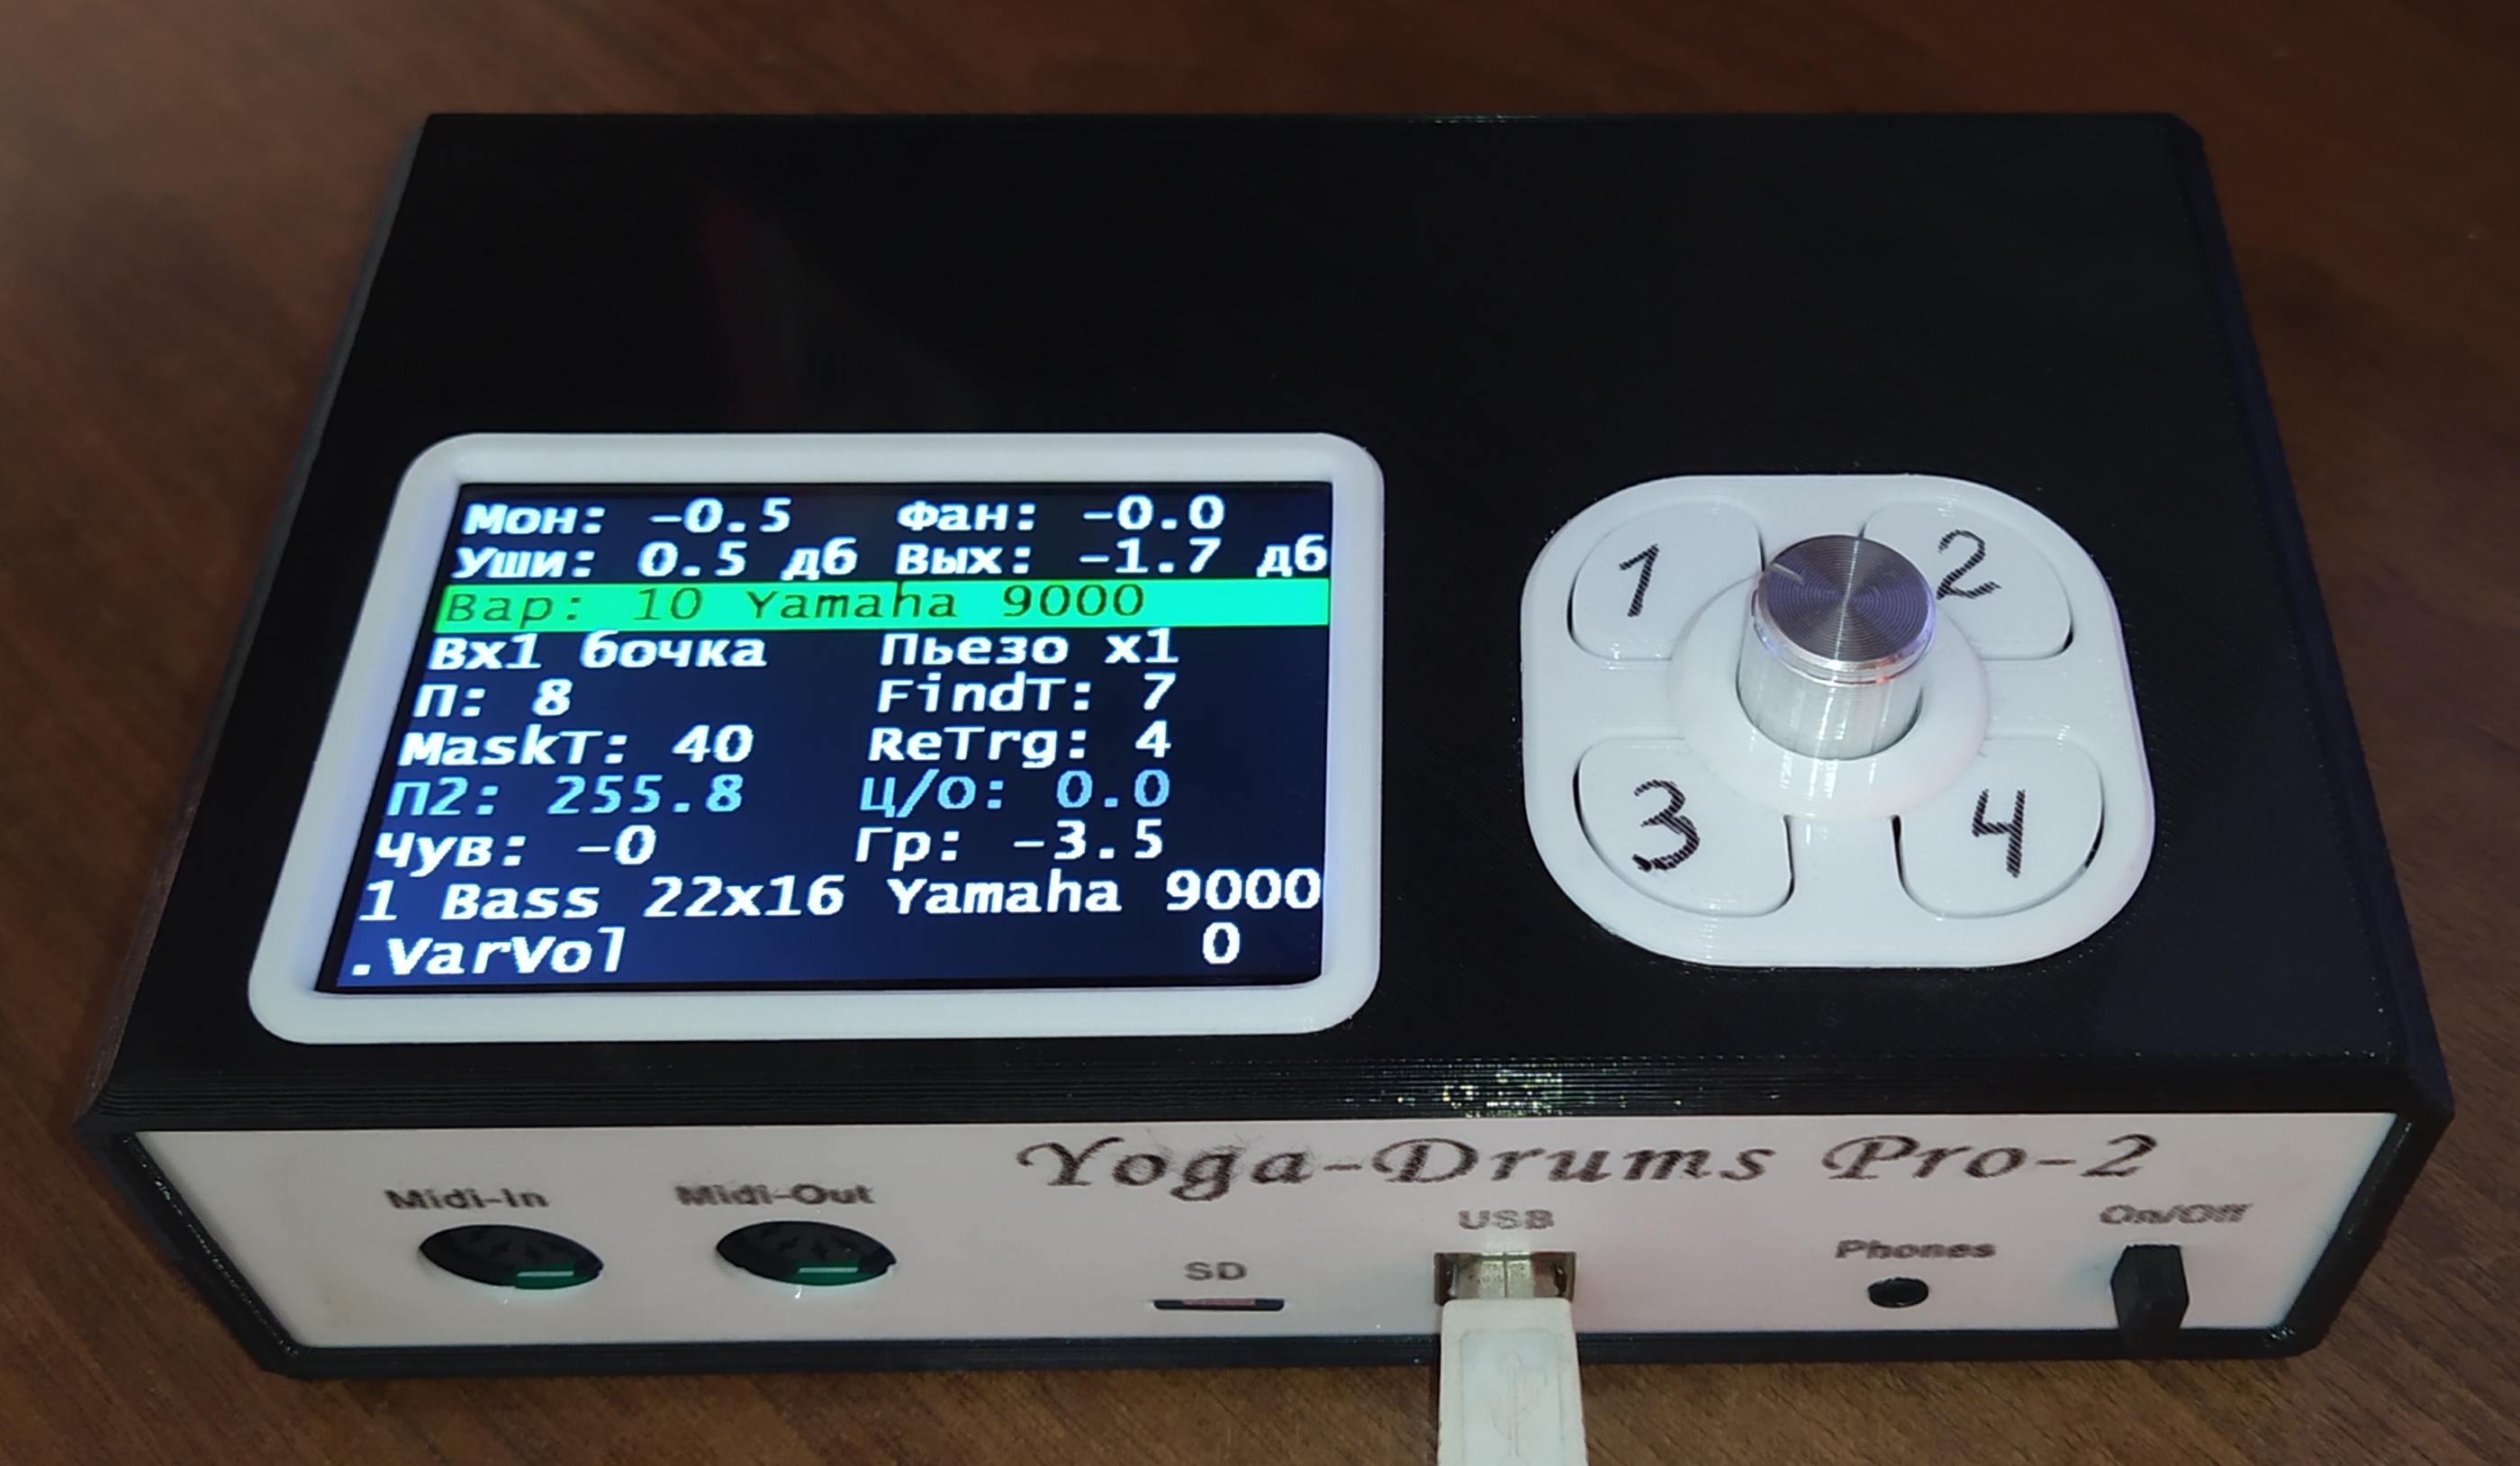 Мон: -0.5 Фан: -0.0
Уши: 0.5 дб Вых: -1.7 дб
Вар: 10 Yamaha 9000
Вх1 бочка Пьезо x1
П: 8 FindT: 7
MaskT: 40 ReTrg: 4
П2: 255.8 Ц/о: 0.0
Чув: -0 Гр: -3.5
1 Bass 22x16 Yamaha 9000
.VarVol 0
1 2
3 4
Yoga-Drums Pro-2
Midi-In Midi-Out
SD
USB
Phones
On/Off